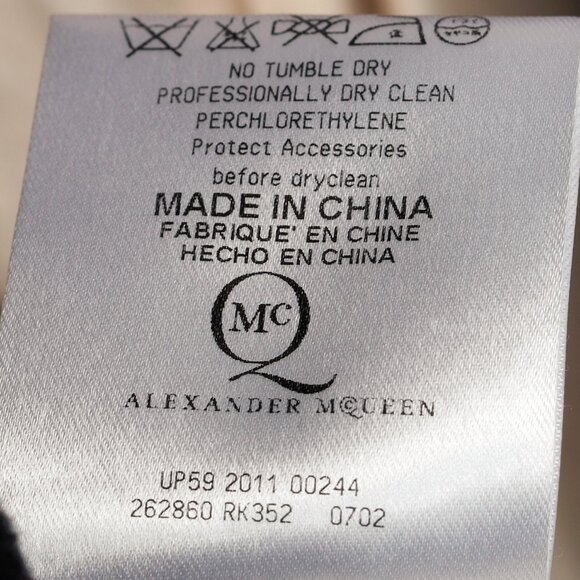 NO TUMBLE DRY
PROFESSIONALLY DRY CLEAN
PERCHLORETHYLENE
Protect Accessories
before dryclean
MADE IN CHINA
FABRIQUE' EN CHINE
HECHO EN CHINA
McQ
ALEXANDER McQUEEN
UP59 2011 00244
262860 RK352 0702